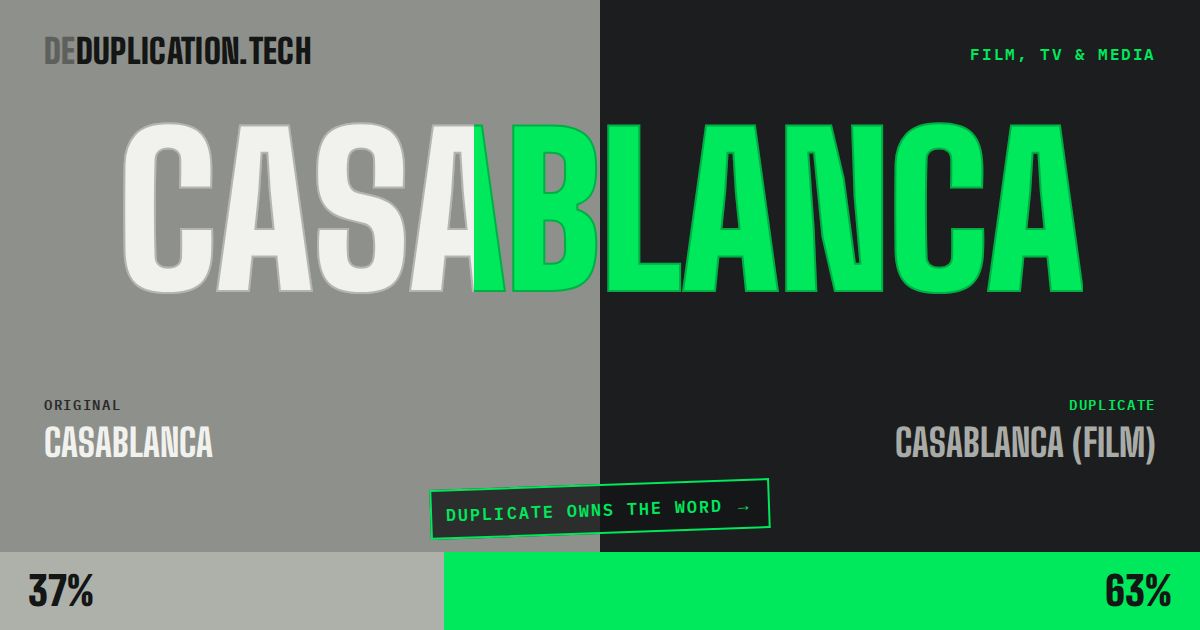 DEDUPLICATION.TECH
FILM, TV & MEDIA
CASABLANCA
ORIGINAL
CASABLANCA
DUPLICATE
CASABLANCA (FILM)
DUPLICATE OWNS THE WORD →
37%
63%